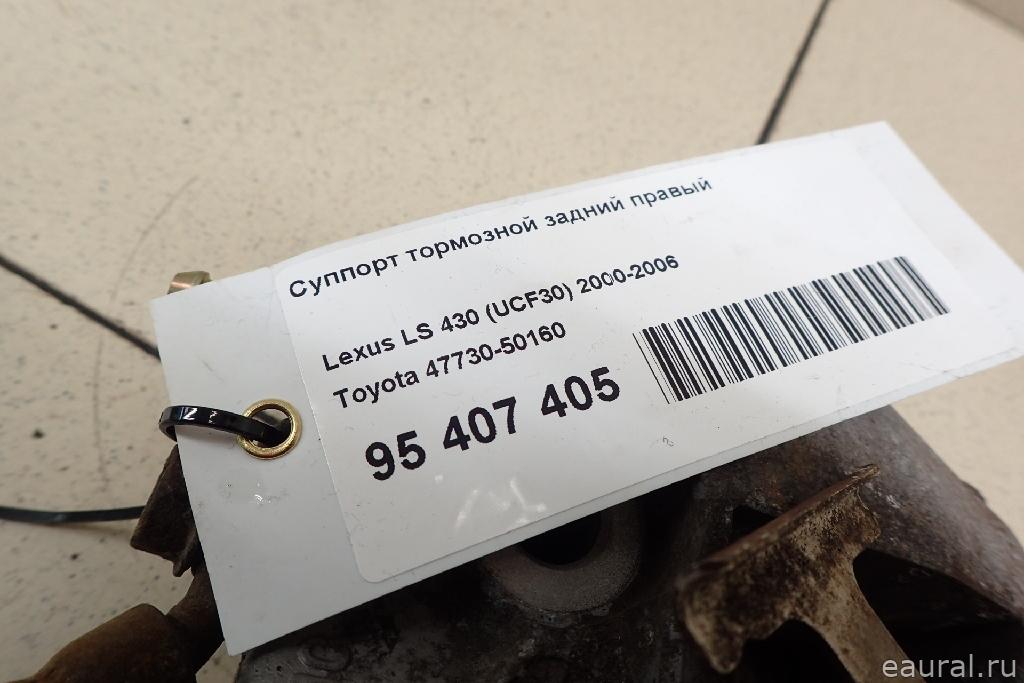 Суппорт тормозной задний правый
Lexus LS 430 (UCF30) 2000-2006
Toyota 47730-50160
95 407 405
eaural.ru